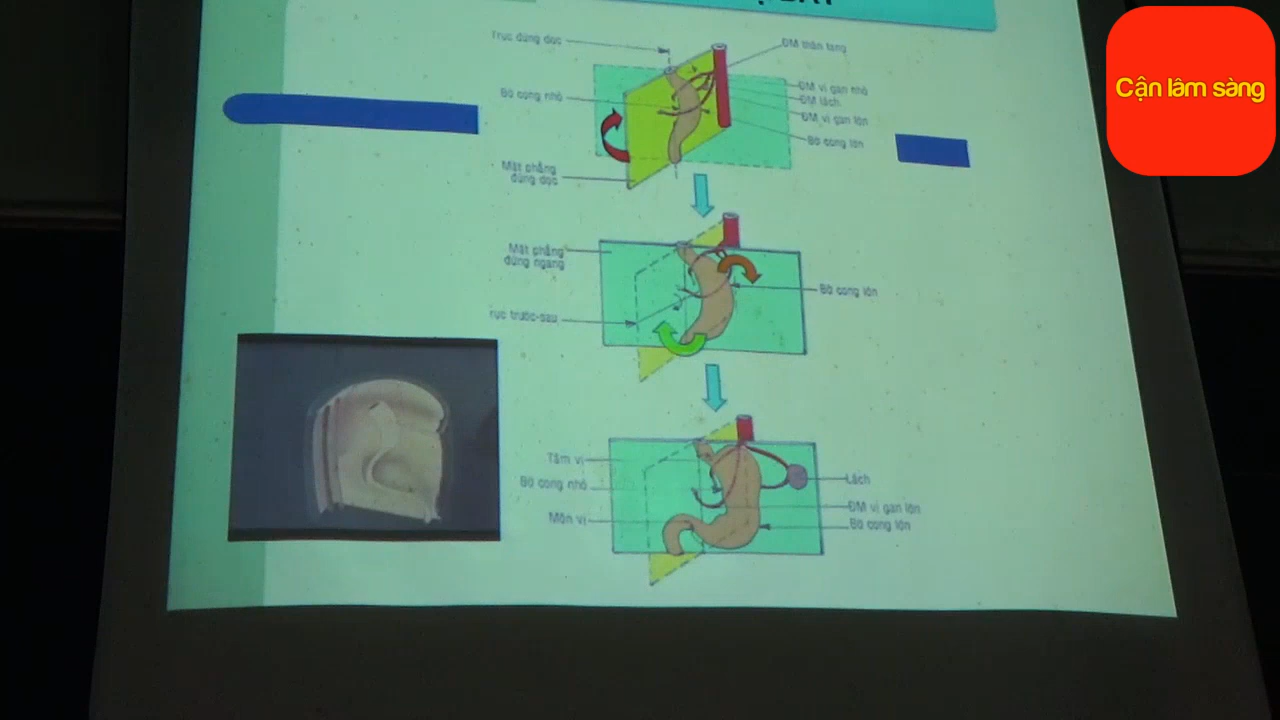 Cận lâm sàng
Trục đứng dọc
ĐM thân tạng
Bờ cong nhỏ
ĐM vị gan nhỏ
ĐM lách
ĐM vị gan lớn
Bờ cong lớn
Mặt phẳng
đứng dọc
Mặt phẳng
đứng ngang
Bờ cong lớn
rục trước-sau
Tâm vị
Bờ cong nhỏ
Môn vị
Lách
ĐM vị gan lớn
Bờ cong lớn